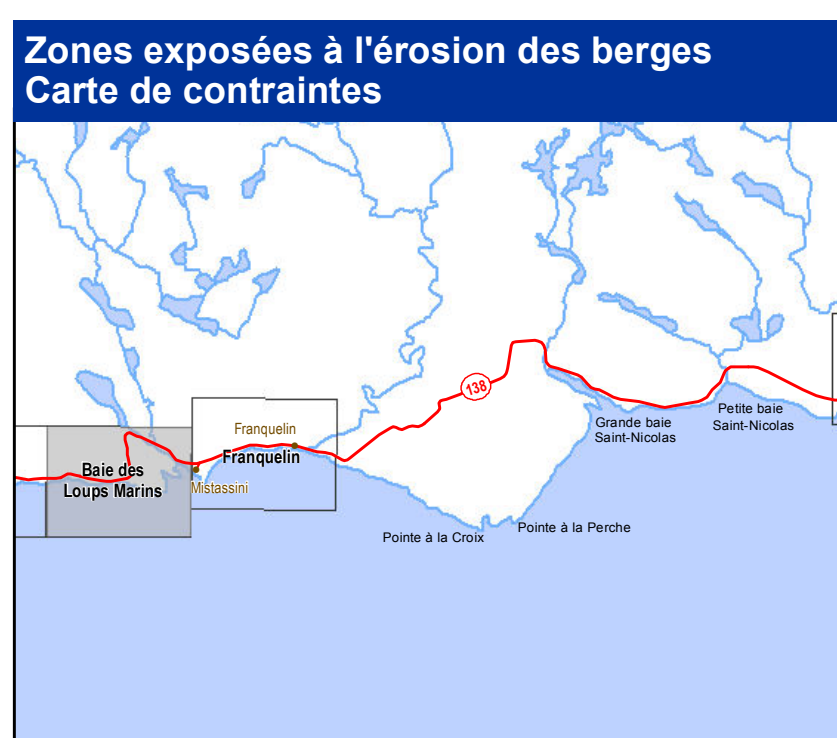 Zones exposées à l'érosion des berges
Carte de contraintes
138
Grande baie
Saint-Nicolas
Petite baie
Saint-Nicolas
Franquelin
Franquelin
Baie des
Loups Marins
Mistassini
Pointe à la Croix
Pointe à la Perche